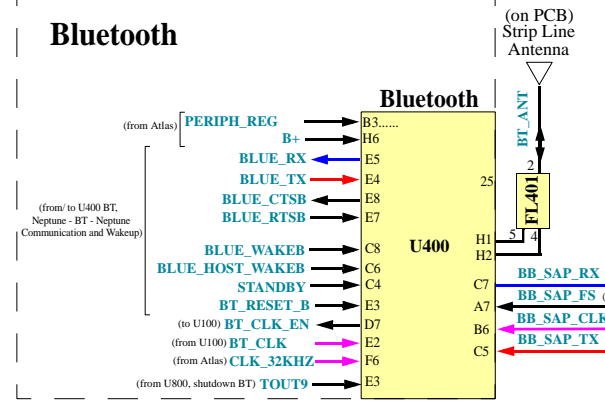 Bluetooth
(on PCB)
Strip Line
Antenna
BT_ANT
2
FL401
5 4
Bluetooth
U400
25
(from Atlas) PERIPH_REG B3......
B+ H6
BLUE_RX E5
BLUE_TX E4
BLUE_CTSB E8
BLUE_RTSB E7
(from/ to U400 BT,
Neptune - BT - Neptune
Communication and Wakeup)
BLUE_WAKEB C8
BLUE_HOST_WAKEB C6
STANDBY C4
BT_RESET_B E3
(to U100) BT_CLK_EN D7
(from U100) BT_CLK E2
(from Atlas) CLK_32KHZ F6
(from U800, shutdown BT) TOUT9 E3
H1
H2
C7 BB_SAP_RX
A7 BB_SAP_FS (
B6 BB_SAP_CLK
C5 BB_SAP_TX